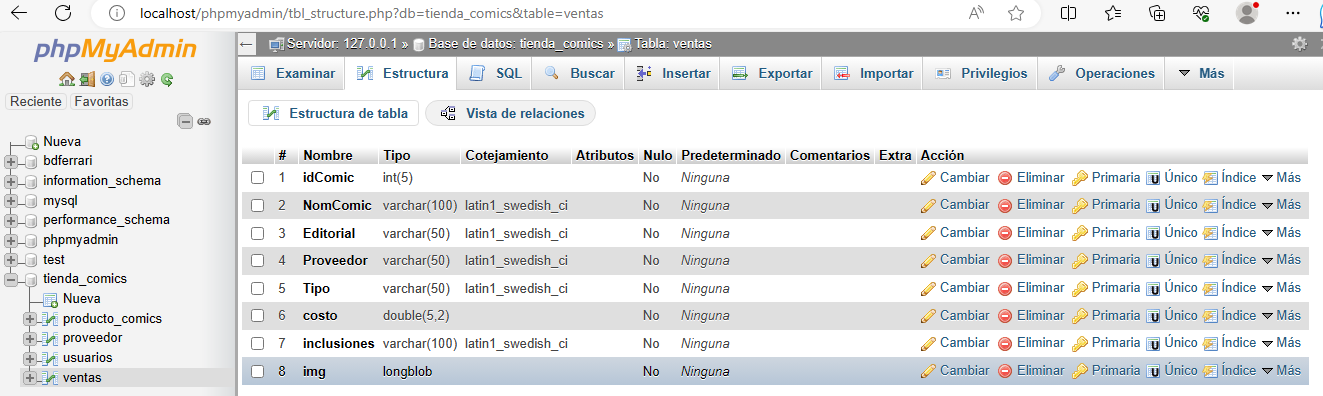 localhost/phpmyadmin/tbl_structure.php?db=tienda_comics&table=ventas
phpMyAdmin
Reciente Favoritas
Nueva
bdferrari
information_schema
mysql
performance_schema
phpmyadmin
test
tienda_comics
Nueva
producto_comics
proveedor
usuarios
ventas
Servidor: 127.0.0.1 » Base de datos: tienda_comics » Tabla: ventas
Examinar Estructura SQL Buscar Insertar Exportar Importar Privilegios Operaciones Más
Estructura de tabla Vista de relaciones
# Nombre Tipo Cotejamiento Atributos Nulo Predeterminado Comentarios Extra Acción
1 idComic int(5) No Ninguna Cambiar Eliminar Primaria Único Índice Más
2 NomComic varchar(100) latin1_swedish_ci No Ninguna Cambiar Eliminar Primaria Único Índice Más
3 Editorial varchar(50) latin1_swedish_ci No Ninguna Cambiar Eliminar Primaria Único Índice Más
4 Proveedor varchar(50) latin1_swedish_ci No Ninguna Cambiar Eliminar Primaria Único Índice Más
5 Tipo varchar(50) latin1_swedish_ci No Ninguna Cambiar Eliminar Primaria Único Índice Más
6 costo double(5,2) No Ninguna Cambiar Eliminar Primaria Único Índice Más
7 inclusiones varchar(100) latin1_swedish_ci No Ninguna Cambiar Eliminar Primaria Único Índice Más
8 img longblob No Ninguna Cambiar Eliminar Primaria Único Índice Más